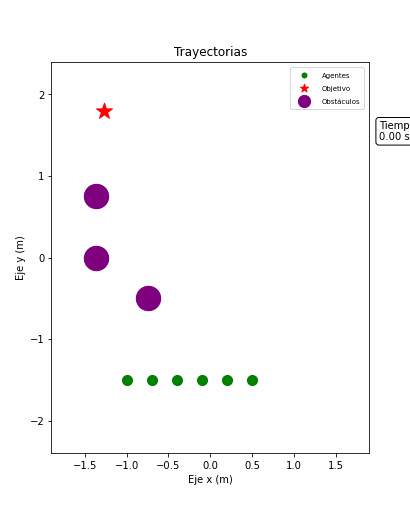 Trayectorias
Agentes
Objetivo
Obstáculos
2
1
0
−1
−2
Eje y (m)
−1.5
−1.0
−0.5
0.0
0.5
1.0
1.5
Eje x (m)
0.00 s